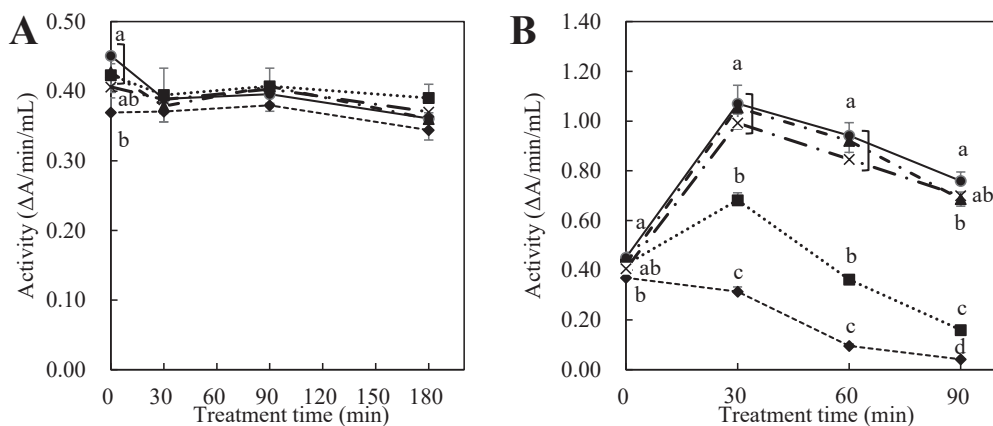 A
Activity (ΔA/min/mL)
0.50
0.40
0.30
0.20
0.10
0.00
a
ab
b
0 30 60 90 120 150 180
Treatment time (min)
B
Activity (ΔA/min/mL)
1.40
1.20
1.00
0.80
0.60
0.40
0.20
0.00
a
ab
b
a
b
c
a
b
c
a
ab
b
c
d
0 30 60 90
Treatment time (min)